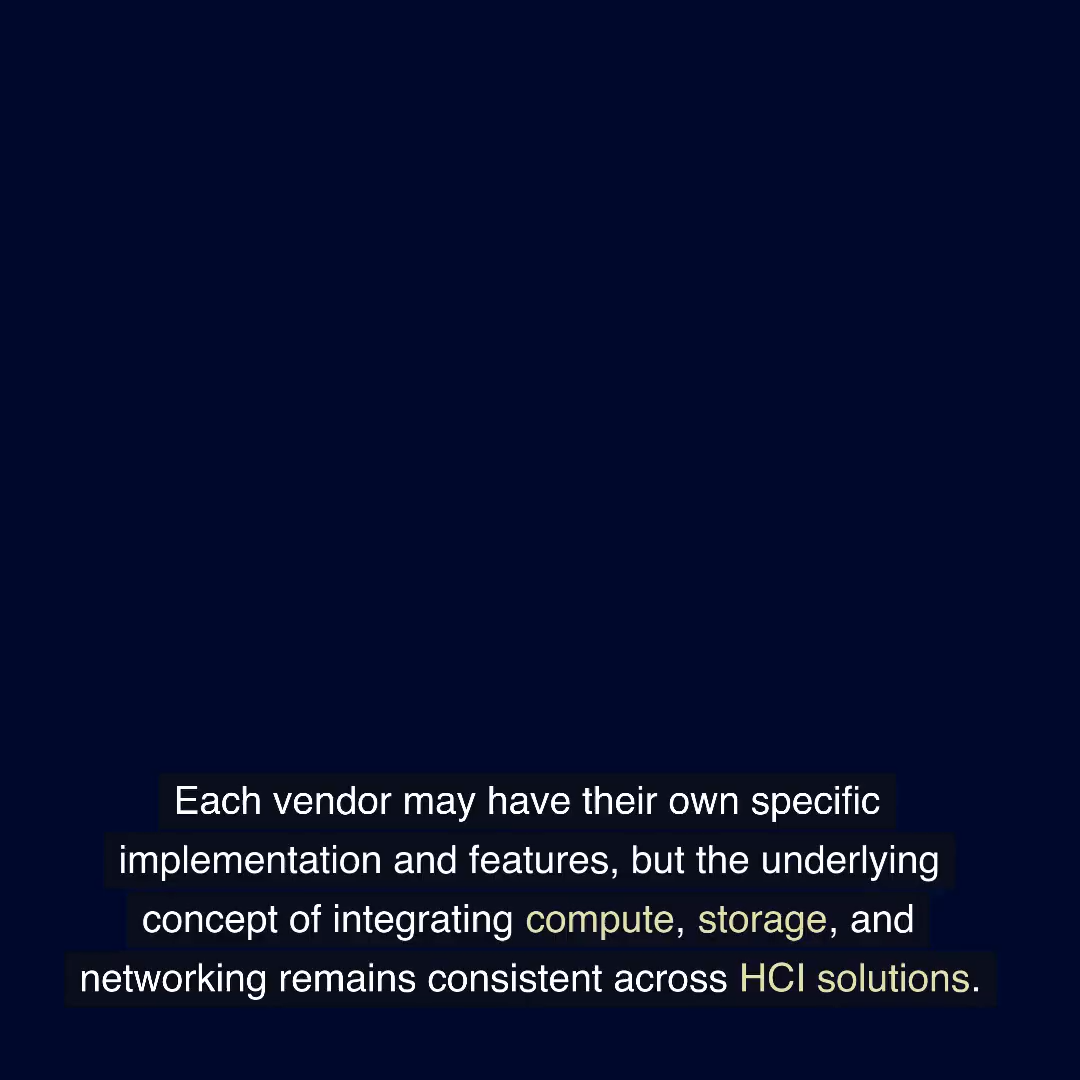 Each vendor may have their own specific
implementation and features, but the underlying
concept of integrating compute, storage, and
networking remains consistent across HCI solutions.